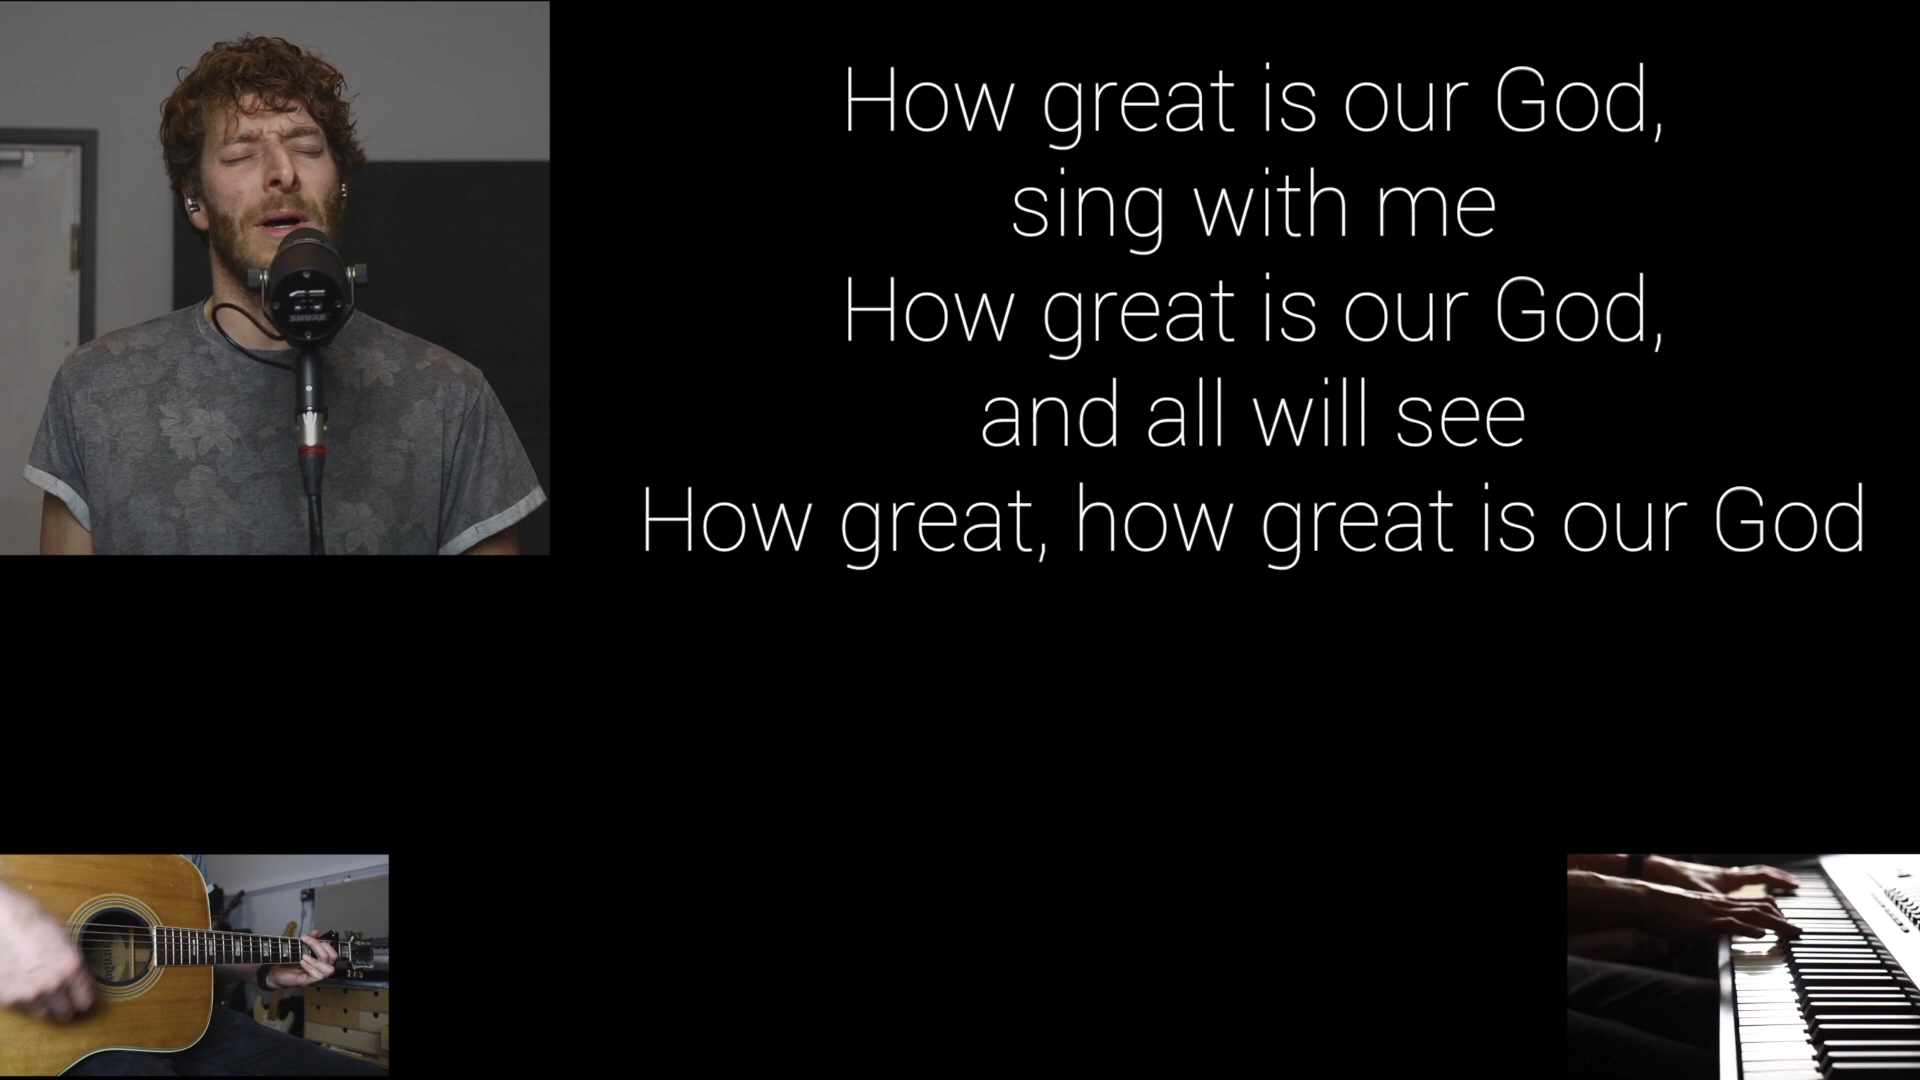 How great is our God,
sing with me
How great is our God,
and all will see
How great, how great is our God
SHURE